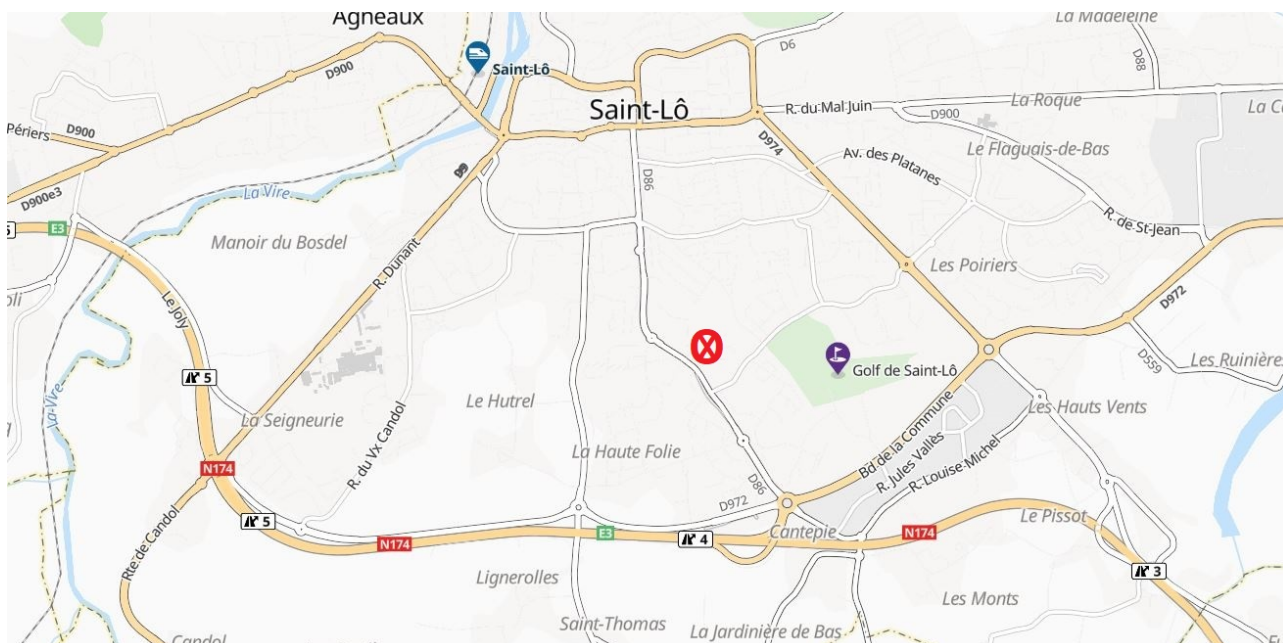 Agneaux
La Madeleine
D6
D88
D900
Saint-Lô
Saint-Lô
R. du Mal Juin
La Roque
D900
Périers
D900
D974
Le Flaguais-de-Bas
Av. des Platanes
D86
La Vire
D900e3
E3
Manoir du Bosdel
R. Dunant
R. de St-Jean
Les Poiriers
Le Joly
D972
X
Golf de Saint-Lô
D559
Les Ruinières
5
La Vire
La Seigneurie
Le Hutrel
Les Hauts Vents
Bd de la Commune
R. Jules Vallès
R. Louise Michel
La Haute Folie
R. du Vx Candol
N174
D86
D972
5
Rte de Candol
N174
E3
4
Cantepie
N174
Le Pissot
3
Lignerolles
Les Monts
Saint-Thomas
La Jardinière de Bas
Candol